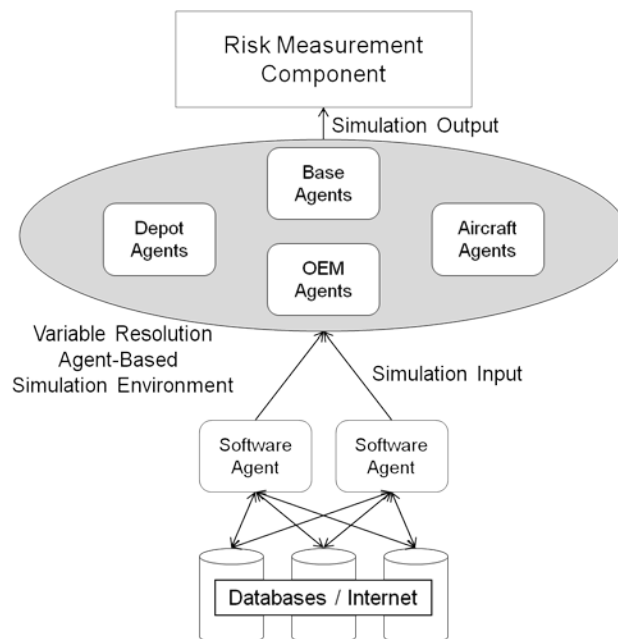 Risk Measurement
Component
Simulation Output
Base
Agents
Depot
Agents
Aircraft
Agents
OEM
Agents
Variable Resolution
Agent-Based
Simulation Environment
Simulation Input
Software
Agent
Software
Agent
Databases / Internet